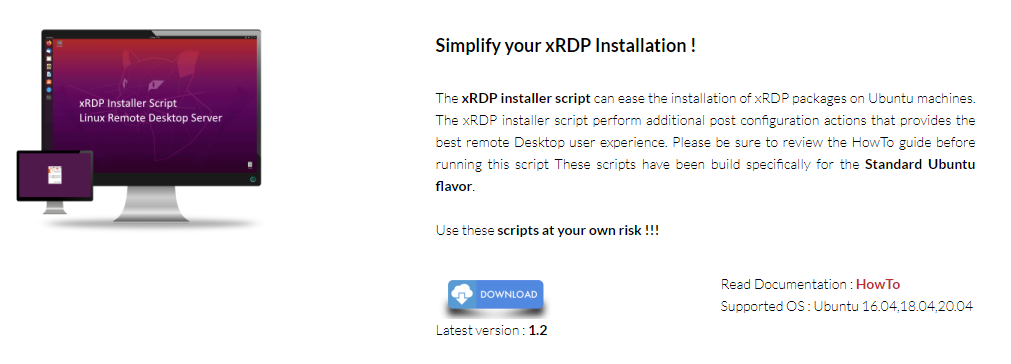 xRDP Installer Script
Linux Remote Desktop Server
Simplify your xRDP Installation !
The xRDP installer script can ease the installation of xRDP packages on Ubuntu machines.
The xRDP installer script perform additional post configuration actions that provides the
best remote Desktop user experience. Please be sure to review the HowTo guide before
running this script These scripts have been build specifically for the Standard Ubuntu
flavor.
Use these scripts at your own risk !!!
DOWNLOAD
Latest version : 1.2
Read Documentation : HowTo
Supported OS : Ubuntu 16.04,18.04,20.04